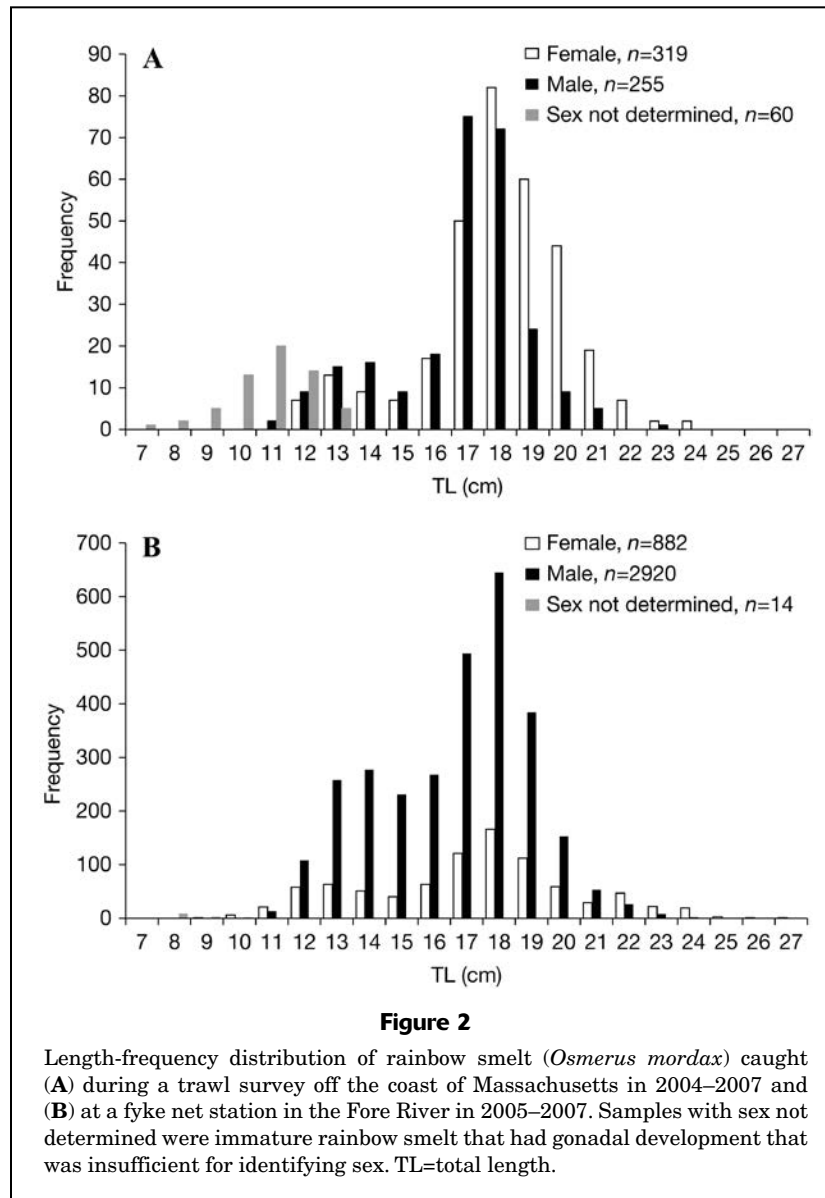 A
Female, n=319
Male, n=255
Sex not determined, n=60
90
80
70
60
50
40
30
20
10
0
Frequency
7 8 9 10 11 12 13 14 15 16 17 18 19 20 21 22 23 24 25 26 27
TL (cm)
B
Female, n=882
Male, n=2920
Sex not determined, n=14
700
600
500
400
300
200
100
0
Frequency
7 8 9 10 11 12 13 14 15 16 17 18 19 20 21 22 23 24 25 26 27
TL (cm)
Figure 2
Length-frequency distribution of rainbow smelt (Osmerus mordax) caught
(A) during a trawl survey off the coast of Massachusetts in 2004–2007 and
(B) at a fyke net station in the Fore River in 2005–2007. Samples with sex not
determined were immature rainbow smelt that had gonadal development that
was insufficient for identifying sex. TL=total length.